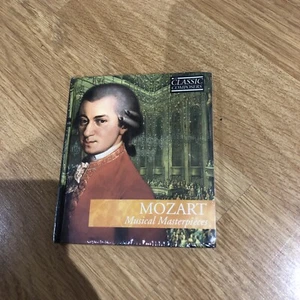 CLASSIC
COMPOSERS
MOZART
Musical Masterpieces